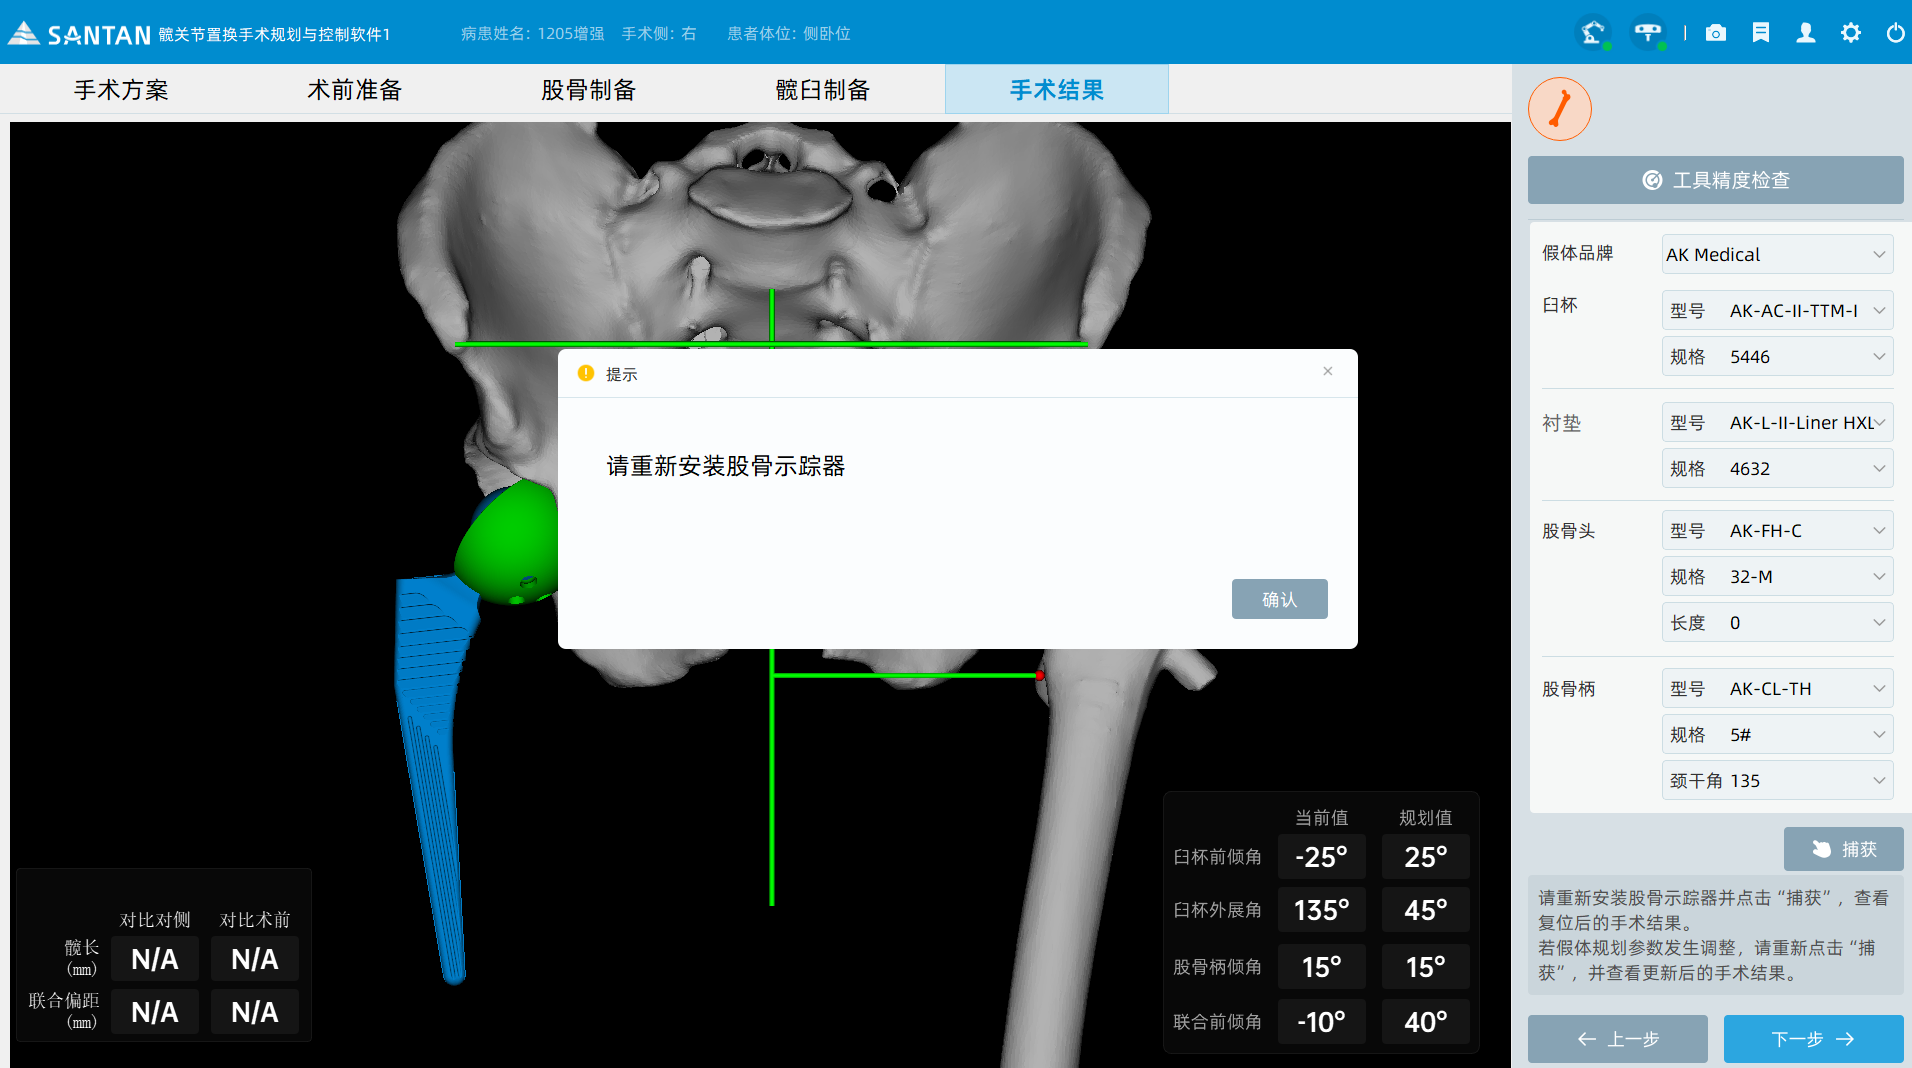 SANTAN 髋关节置换手术规划与控制软件1 病患姓名: 1205增强 手术侧: 右 患者体位: 侧卧位
手术方案 术前准备 股骨制备 髋臼制备 手术结果
工具精度检查
假体品牌 AK Medical
臼杯 型号 AK-AC-II-TTM-I
规格 5446
衬垫 型号 AK-L-II-Liner HXL
规格 4632
股骨头 型号 AK-FH-C
规格 32-M
长度 0
股骨柄 型号 AK-CL-TH
规格 5#
颈干角 135
捕获
请重新安装股骨示踪器并点击“捕获”，查看
复位后的手术结果。
若假体规划参数发生调整，请重新点击“捕
获”，并查看更新后的手术结果。
上一步 下一步
提示
请重新安装股骨示踪器
确认
当前值 规划值
臼杯前倾角 -25° 25°
臼杯外展角 135° 45°
股骨柄倾角 15° 15°
联合前倾角 -10° 40°
对比对侧 对比术前
髋长
(mm) N/A N/A
联合偏距
(mm) N/A N/A